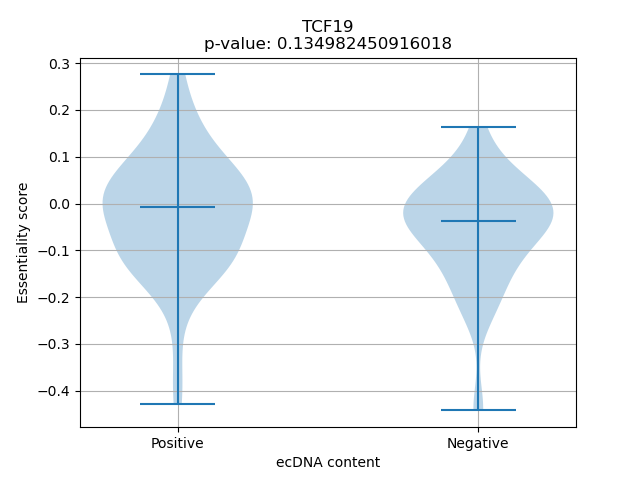 TCF19
p-value: 0.134982450916018
0.3
0.2
0.1
0.0
−0.1
−0.2
−0.3
−0.4
Essentiality score
Positive
Negative
ecDNA content